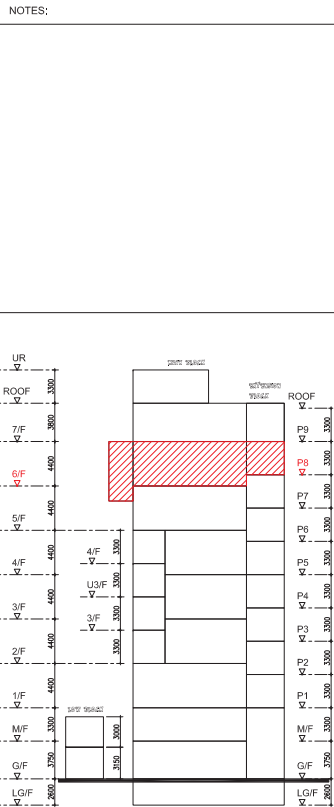 NOTES:
UR
3300
ROOF
ROOF
3800
7/F
P9
3300
4400
6/F
P8
3300
4400
P7
3300
5/F
P6
3300
4400
4/F
3300
4/F
P5
3300
4400
U3/F
3300
3/F
P4
3300
3/F
3300
4400
P3
3300
3300
2/F
P2
3300
4400
1/F
P1
3300
M/F
3300
3000
M/F
3300
G/F
3750
3150
G/F
3750
LG/F
2600
LG/F
2600